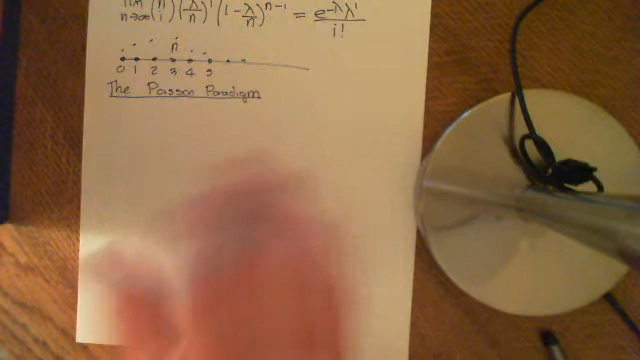 lim n→∞ (n i) (λ/n)^i (1 - λ/n)^n-i = e^-λ λ^i / i!
n
0 1 2 3 4 5
The Poisson Paradigm